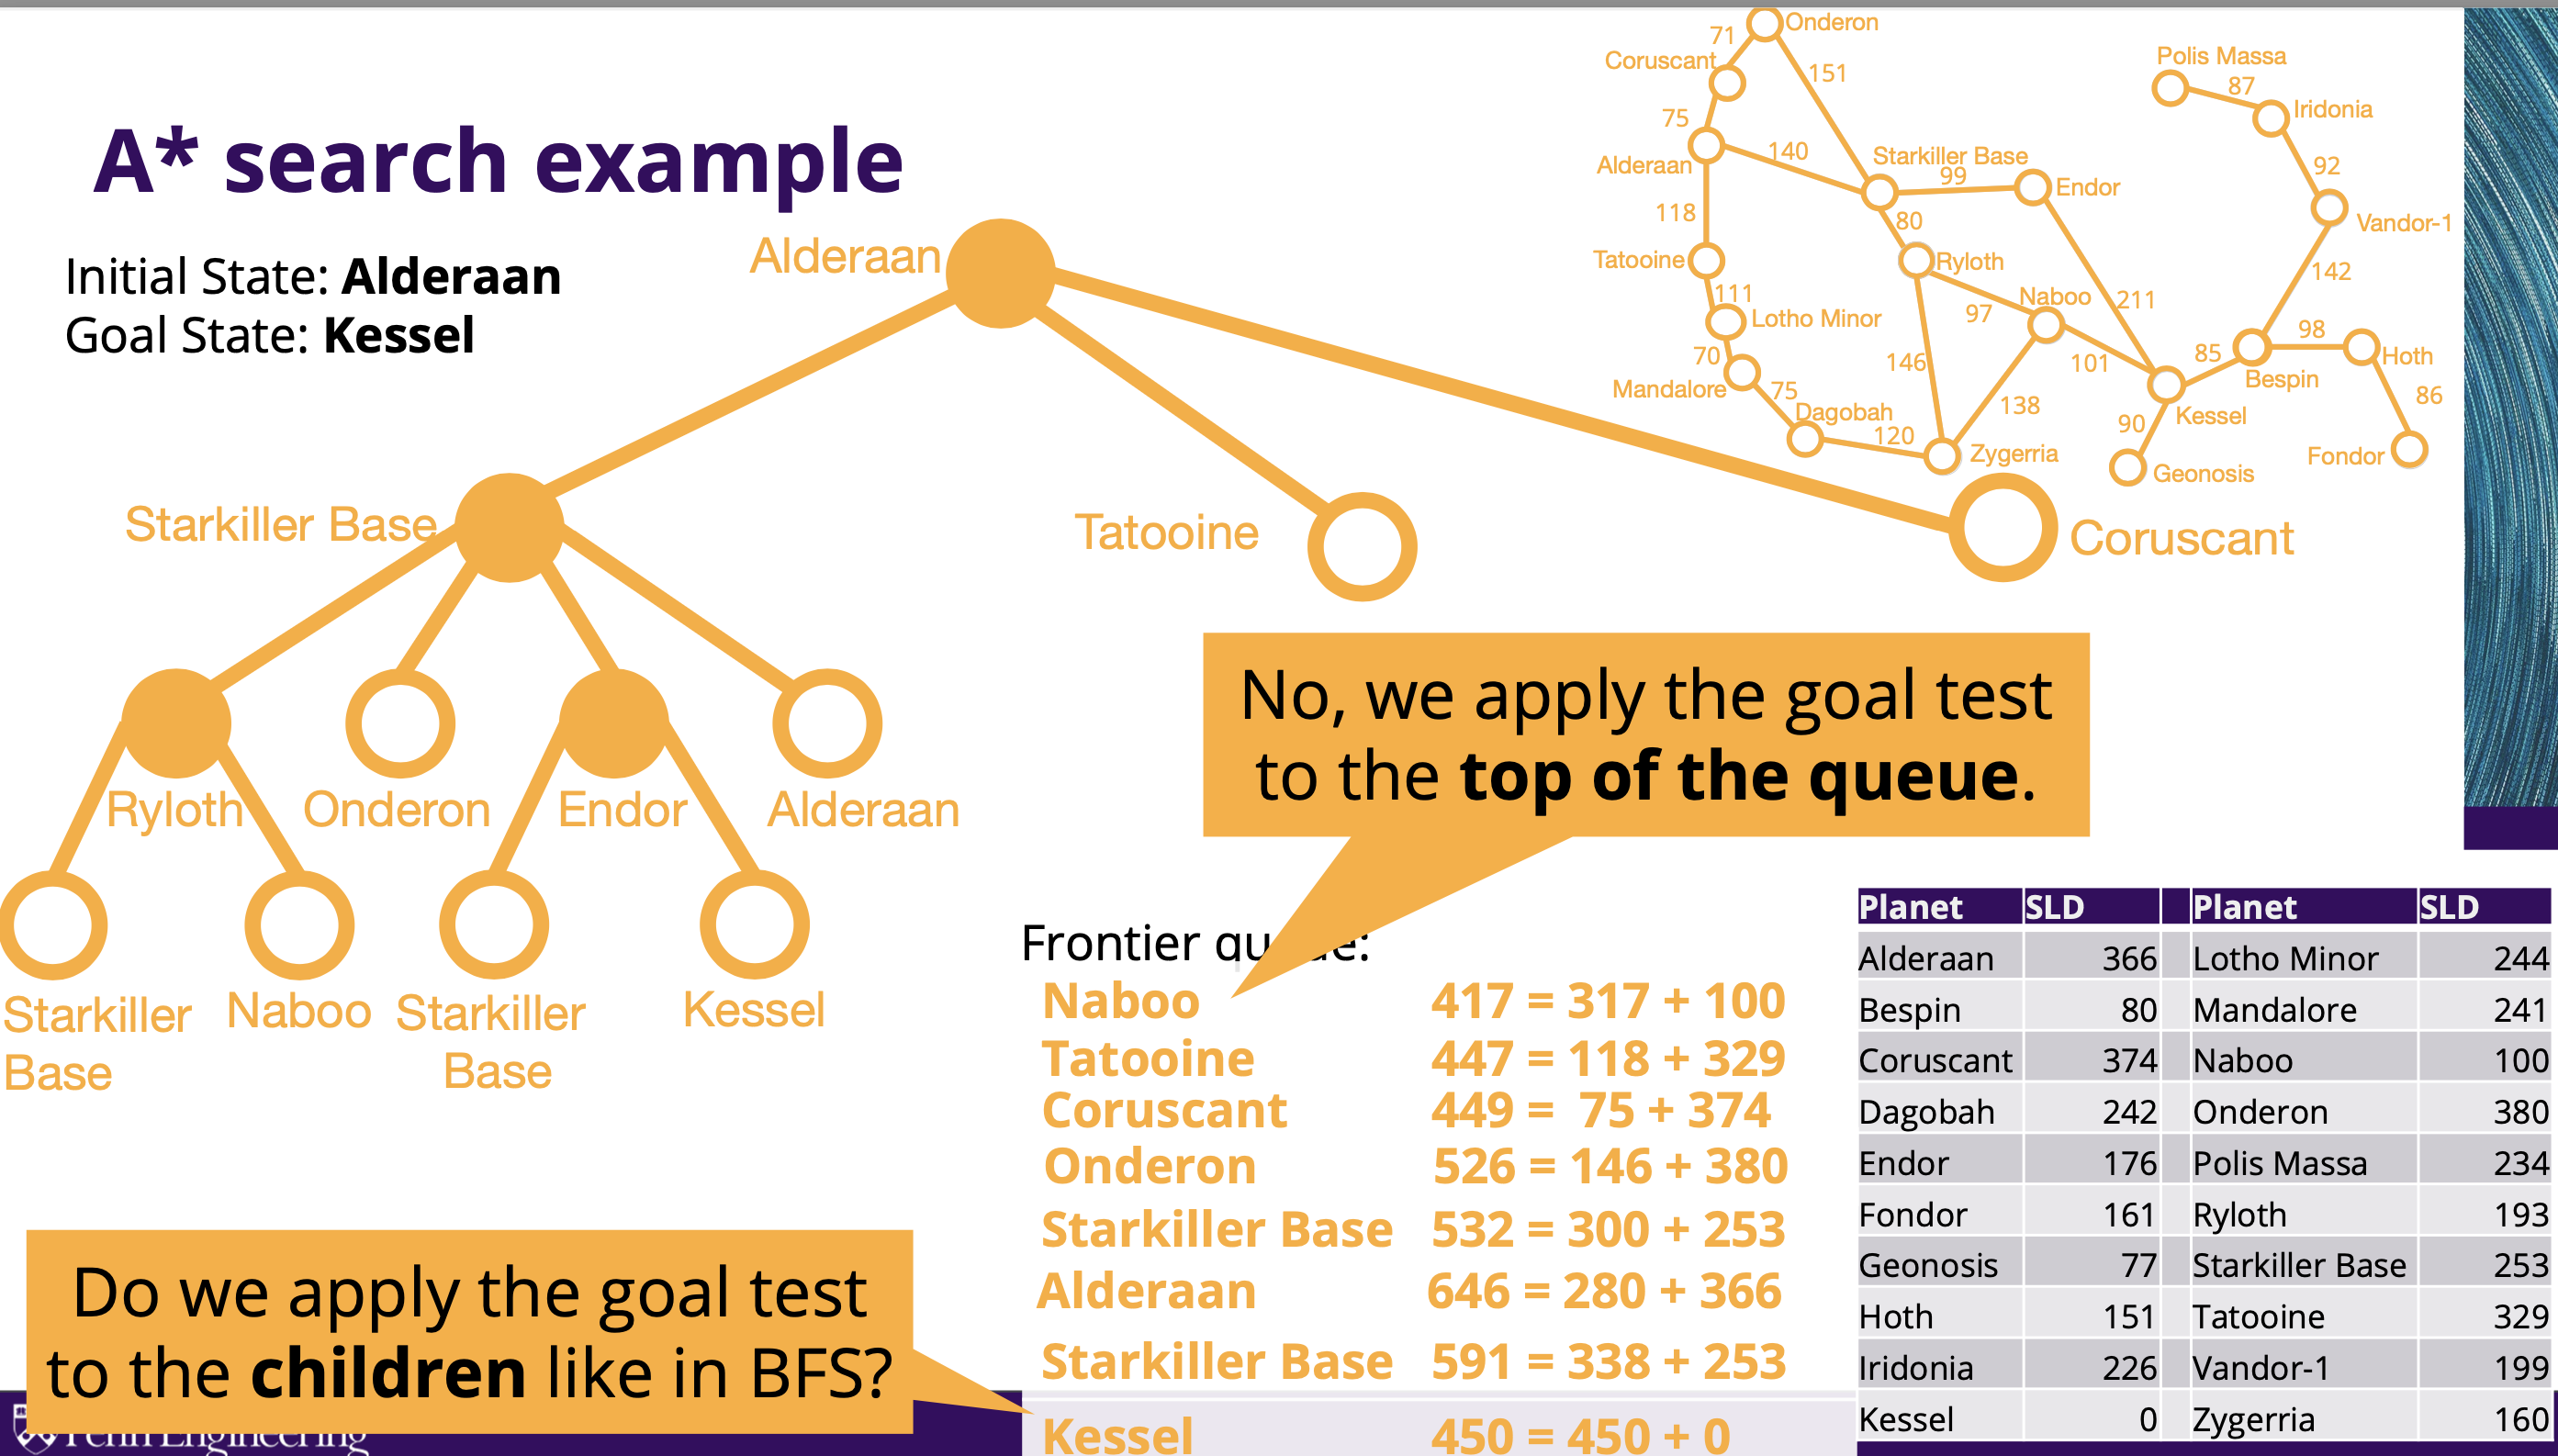 A* search example
Initial State: Alderaan
Goal State: Kessel
Onderon
71
Coruscant
151
75
Alderaan
140
Starkiller Base
99
Endor
118
80
Tatooine
Ryloth
111
Lotho Minor
97
Naboo
211
70
Mandalore
146
101
75
Dagobah
138
120
Zygerria
Kessel
90
Geonosis
85
Bespin
98
Hoth
86
Fondor
142
Vandor-1
92
Iridonia
87
Polis Massa
Alderaan
Starkiller Base
Tatooine
Coruscant
Ryloth
Onderon
Endor
Alderaan
Starkiller
Base
Naboo
Starkiller
Base
Kessel
No, we apply the goal test
to the top of the queue.
Do we apply the goal test
to the children like in BFS?
Frontier
Naboo 417 = 317 + 100
Tatooine 447 = 118 + 329
Coruscant 449 = 75 + 374
Onderon 526 = 146 + 380
Starkiller Base 532 = 300 + 253
Alderaan 646 = 280 + 366
Starkiller Base 591 = 338 + 253
Kessel 450 = 450 + 0
Planet SLD Planet SLD
Alderaan 366 Lotho Minor 244
Bespin 80 Mandalore 241
Coruscant 374 Naboo 100
Dagobah 242 Onderon 380
Endor 176 Polis Massa 234
Fondor 161 Ryloth 193
Geonosis 77 Starkiller Base 253
Hoth 151 Tatooine 329
Iridonia 226 Vandor-1 199
Kessel 0 Zygerria 160
Penn Engineering